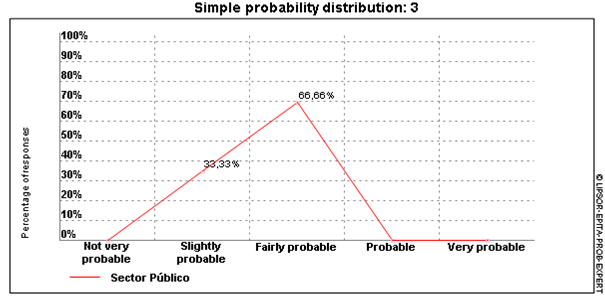 Simple probability distribution: 3
100%
90%
80%
70%
60%
50%
40%
30%
20%
10%
0%
Percentage of responses
66,66%
33,33%
Not very
probable
Slightly
probable
Fairly probable
Probable
Very probable
Sector Público
© LIPSOR-EPITA-PROB-EXPERT